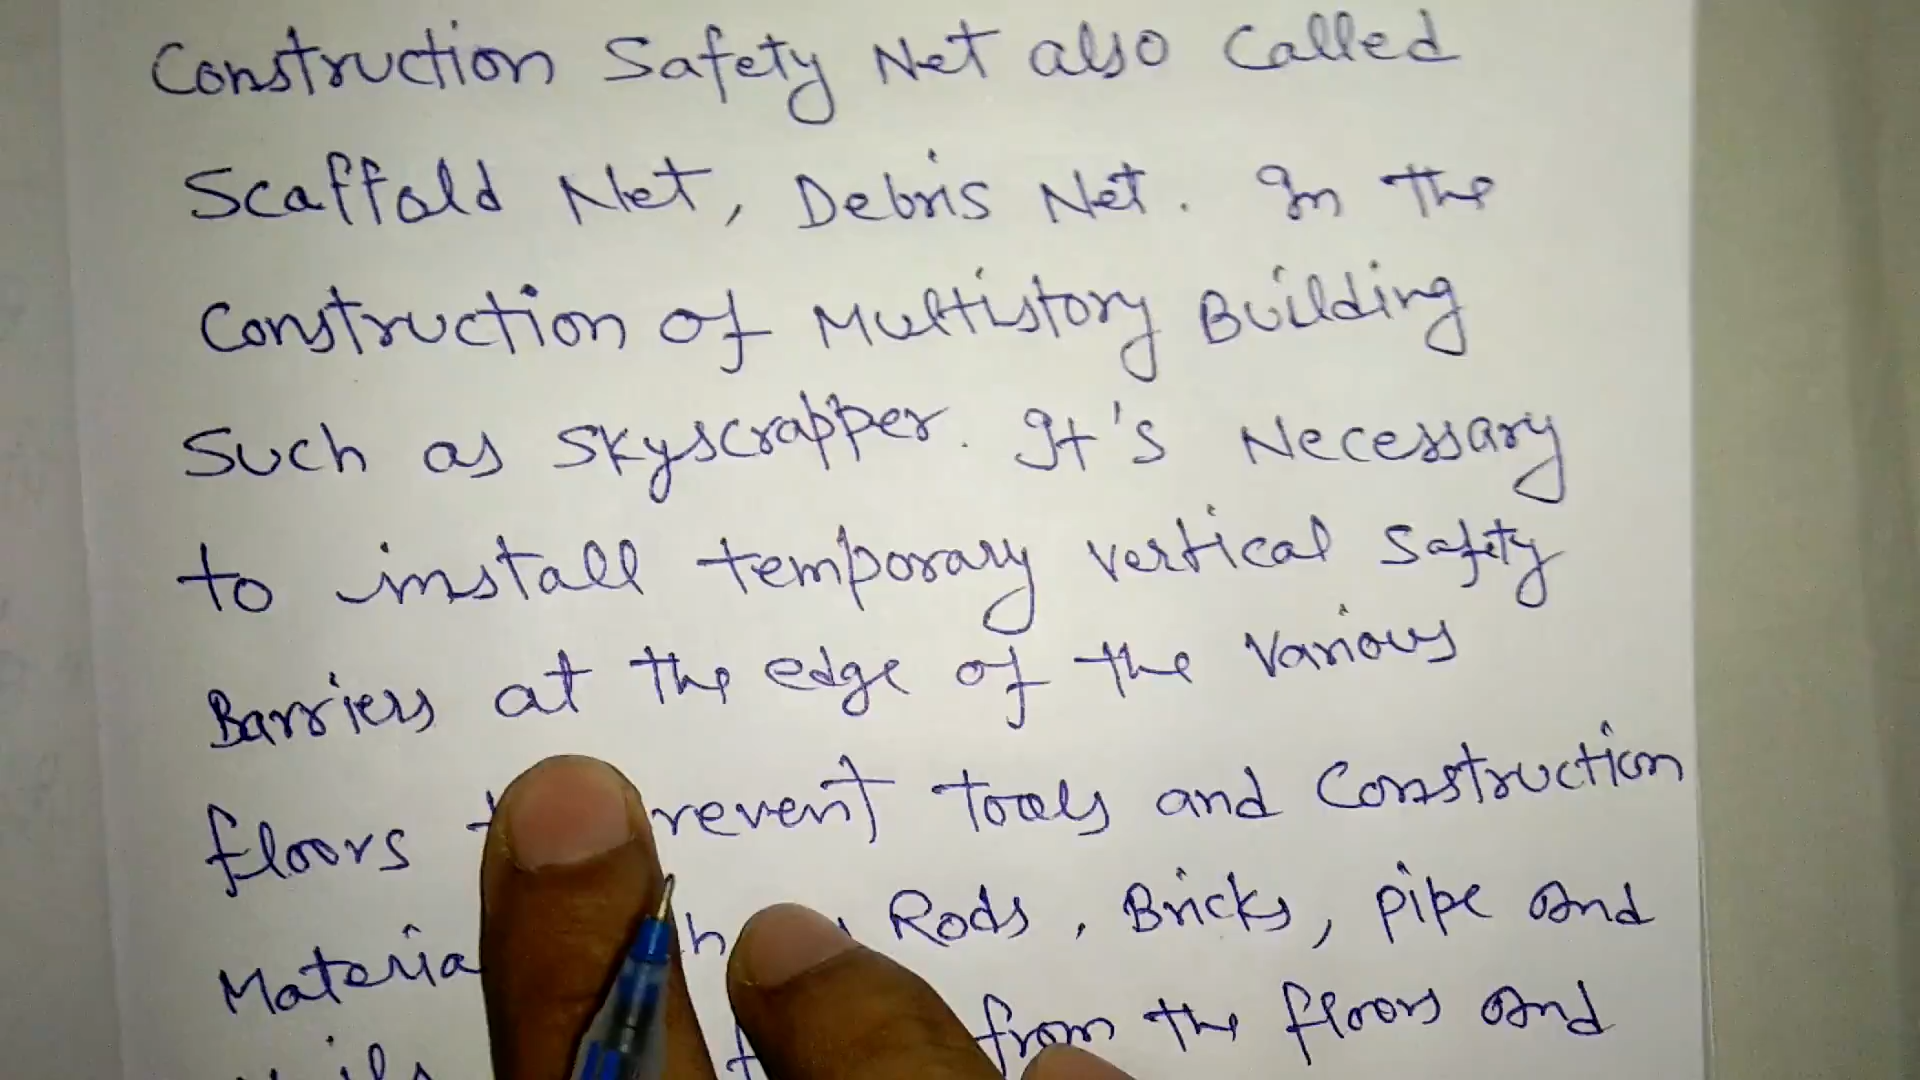 Construction Safety Net also called
Scaffold Net, Debris Net. In the
Construction of Multistory Building
Such as Skyscrapper. It's Necessary
to install temporary vertical Safety
Barriers at the edge of the various
floors tools and Construction
Rods, Bricks, pipe and
from the floors and